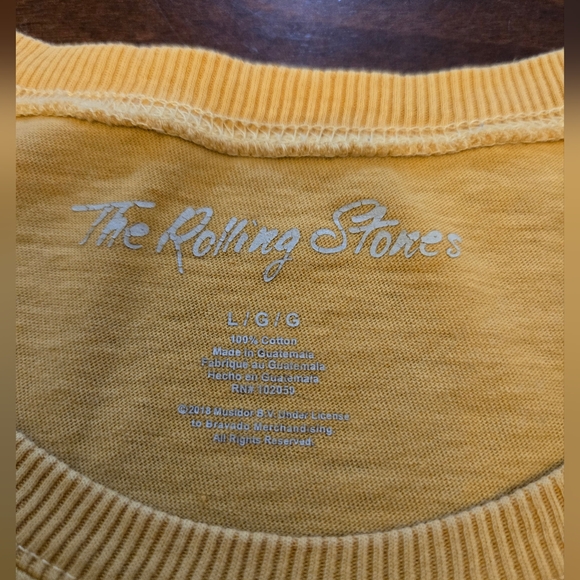 The Rolling Stones
L / G / G
100% Cotton
Made in Guatemala
Fabrique au Guatemala
Hecho en Guatemala
RN# 102050
©2018 Musidor B.V. Under License
to Bravado Merchandising.
All Rights Reserved.